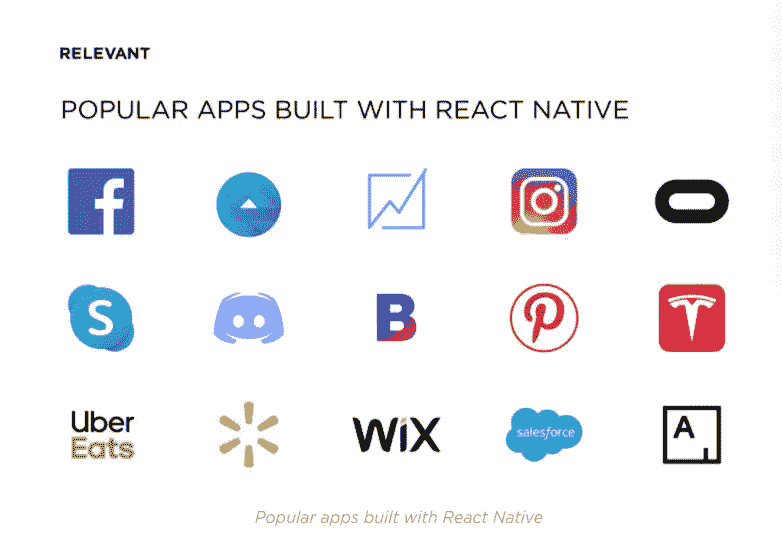 RELEVANT
POPULAR APPS BUILT WITH REACT NATIVE
f
S
B
P
T
Uber
Eats
WiX
salesforce
A
Popular apps built with React Native